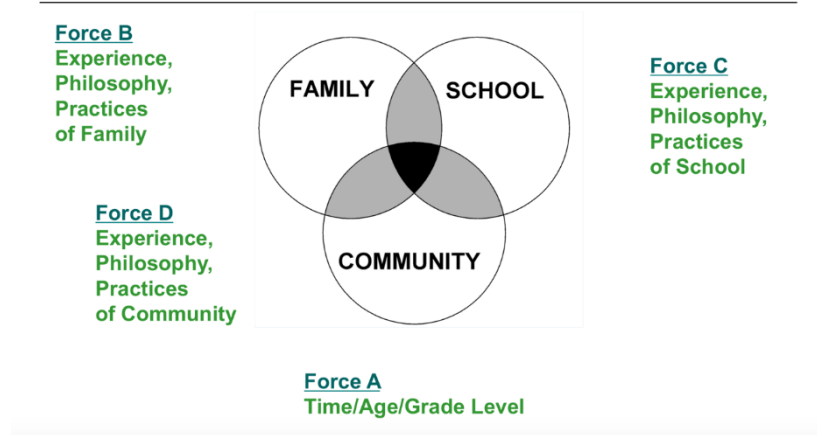 Force B
Experience,
Philosophy,
Practices
of Family
FAMILY
SCHOOL
Force C
Experience,
Philosophy,
Practices
of School
Force D
Experience,
Philosophy,
Practices
of Community
COMMUNITY
Force A
Time/Age/Grade Level